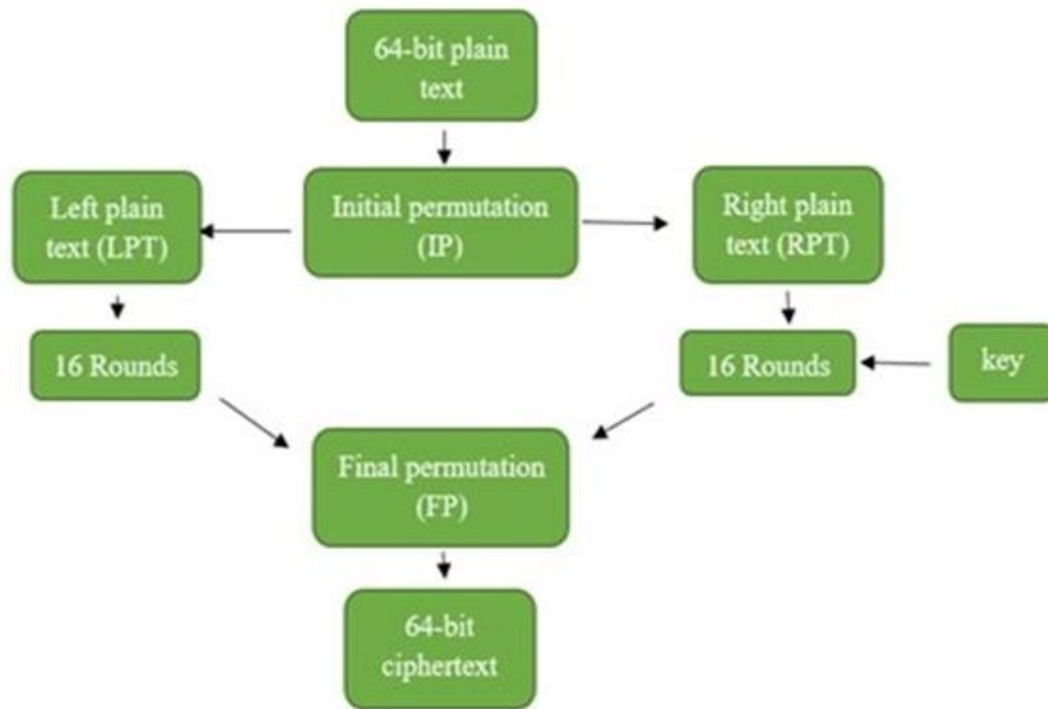 64-bit plain
text
Left plain
text (LPT)
Initial permutation
(IP)
Right plain
text (RPT)
16 Rounds
16 Rounds
key
Final permutation
(FP)
64-bit
ciphertext